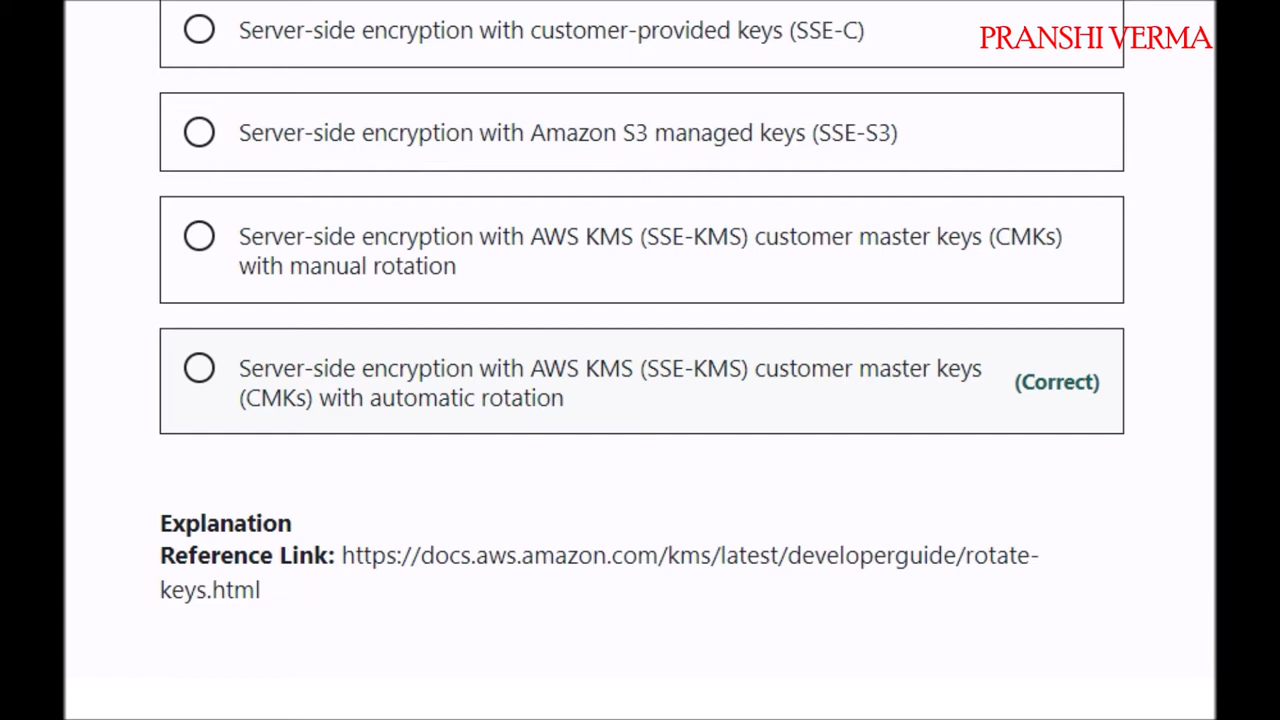 Server-side encryption with customer-provided keys (SSE-C)
PRANSHI VERMA
Server-side encryption with Amazon S3 managed keys (SSE-S3)
Server-side encryption with AWS KMS (SSE-KMS) customer master keys (CMKs)
with manual rotation
Server-side encryption with AWS KMS (SSE-KMS) customer master keys
(CMKs) with automatic rotation
(Correct)
Explanation
Reference Link: https://docs.aws.amazon.com/kms/latest/developerguide/rotate-
keys.html